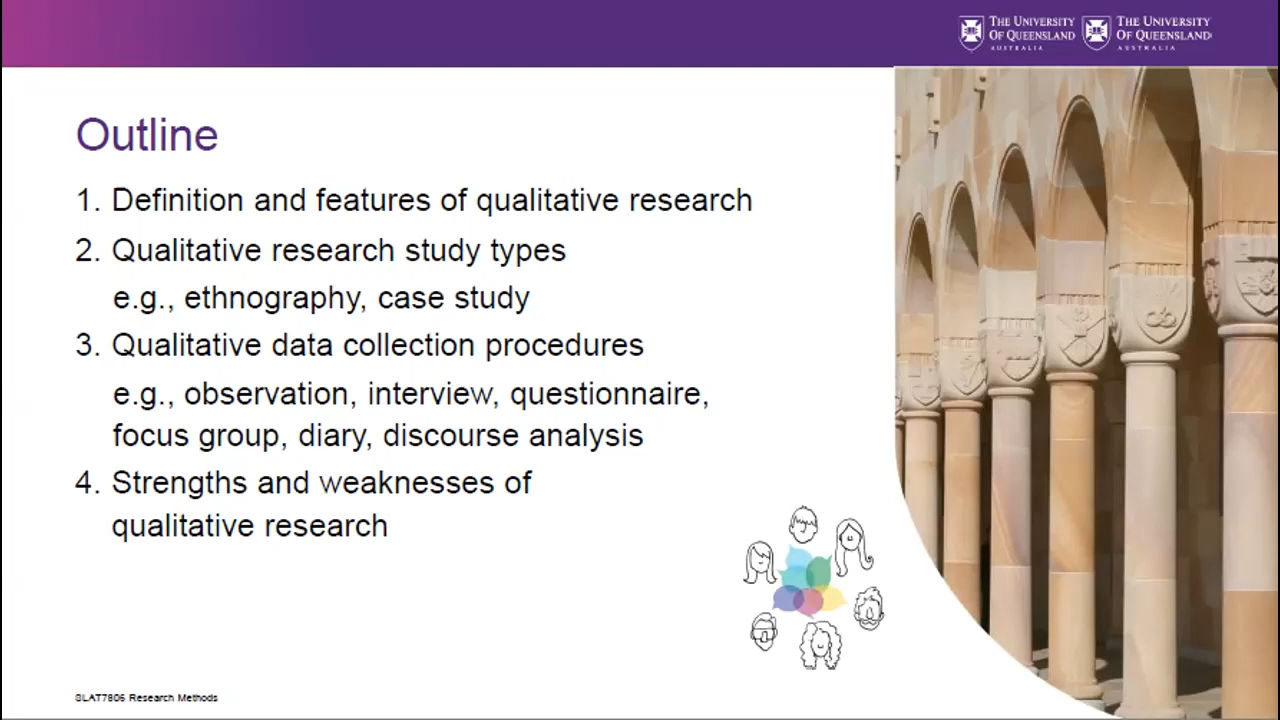 THE UNIVERSITY
OF QUEENSLAND
AUSTRALIA
THE UNIVERSITY
OF QUEENSLAND
AUSTRALIA
Outline
1. Definition and features of qualitative research
2. Qualitative research study types
e.g., ethnography, case study
3. Qualitative data collection procedures
e.g., observation, interview, questionnaire,
focus group, diary, discourse analysis
4. Strengths and weaknesses of
qualitative research
SLAT7806 Research Methods